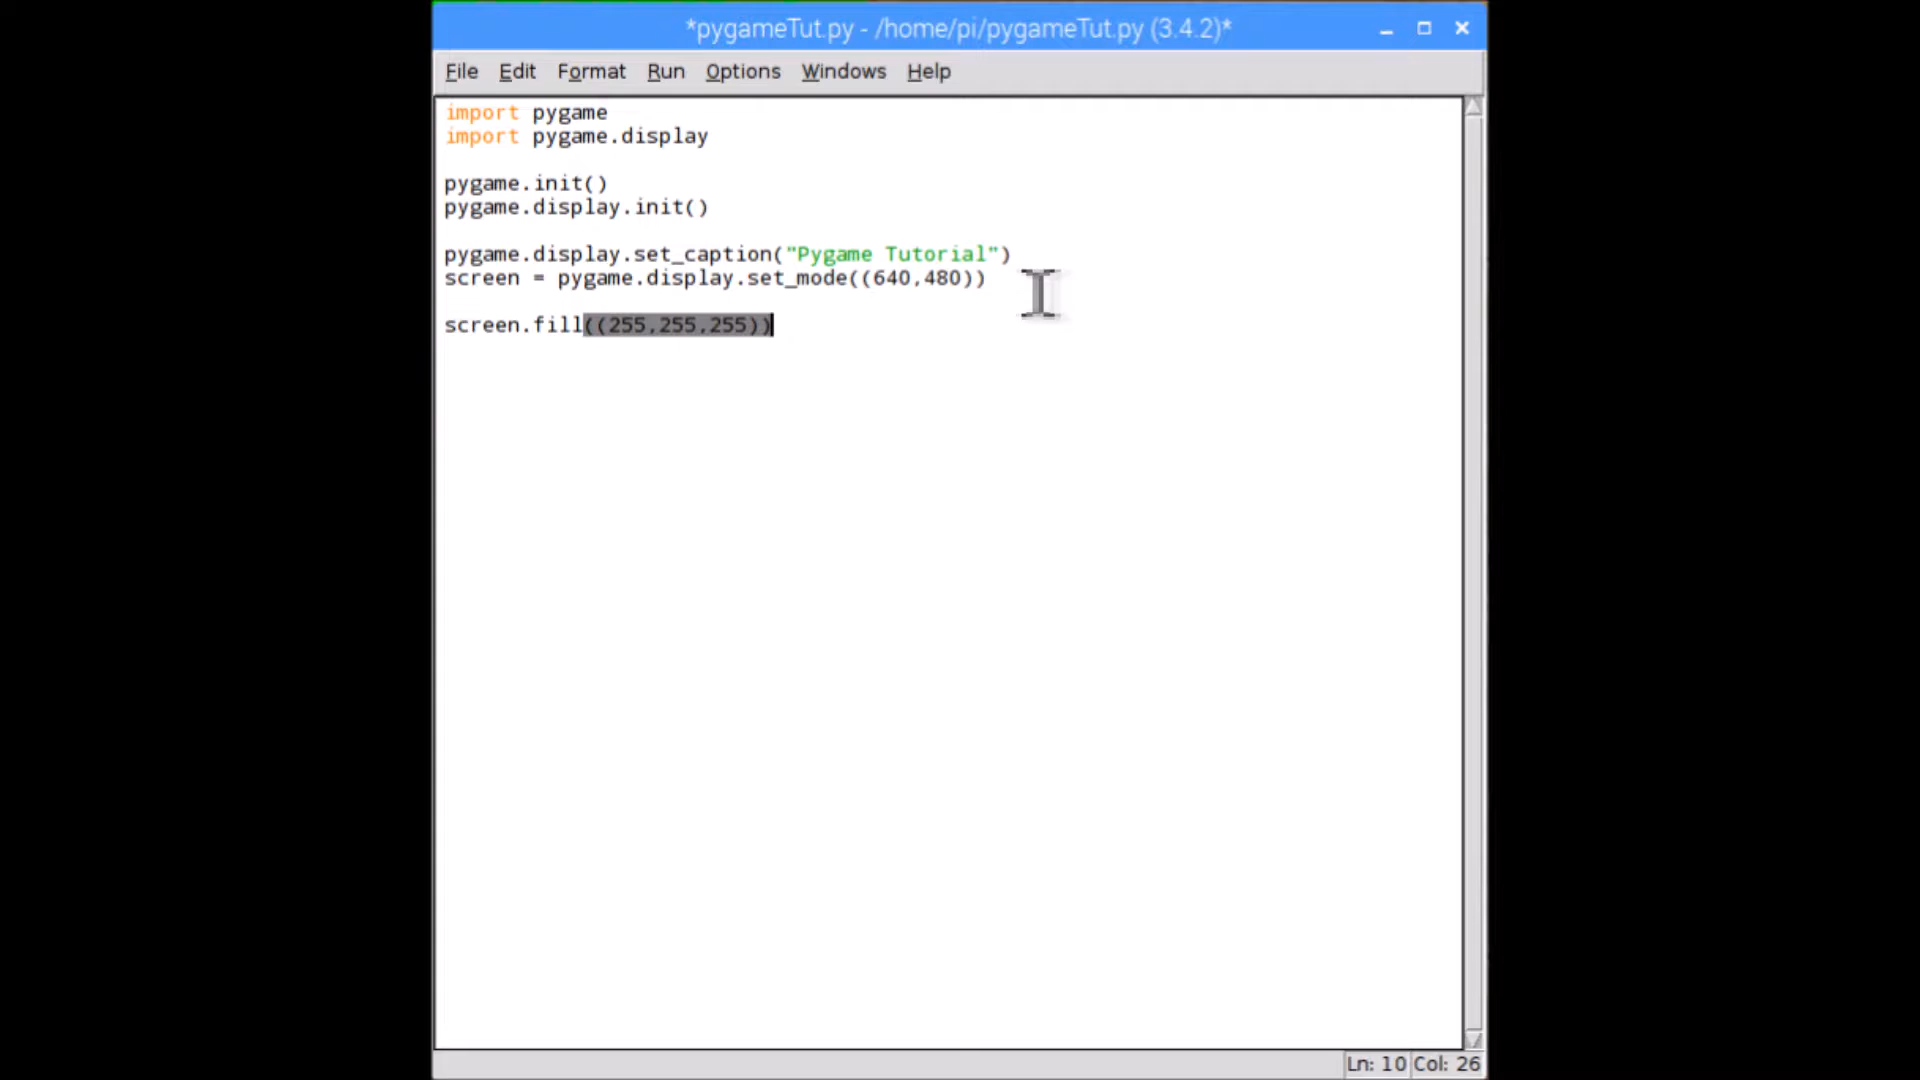 *pygameTut.py - /home/pi/pygameTut.py (3.4.2)*
File Edit Format Run Options Windows Help
import pygame
import pygame.display
pygame.init()
pygame.display.init()
pygame.display.set_caption("Pygame Tutorial")
screen = pygame.display.set_mode((640,480))
screen.fill((255,255,255))
Ln: 10 Col: 26